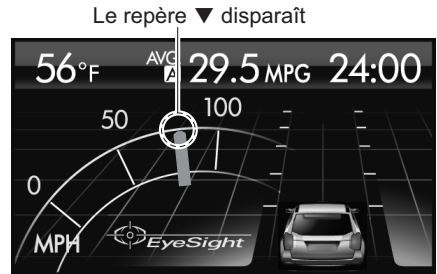 Le repère ▼ disparaît
56°F AVG A 29.5 MPG 24:00
50 100
0
MPH EyeSight